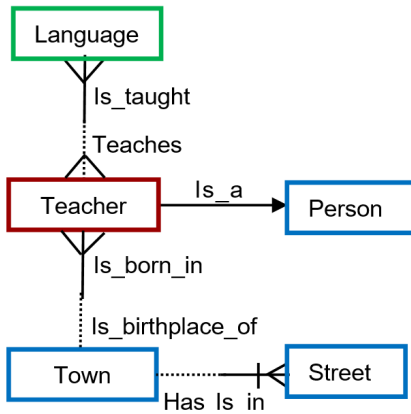 Language
Is_taught
Teaches
Teacher
Is_a
Person
Is_born_in
Is_birthplace_of
Town
Has Is_in
Street